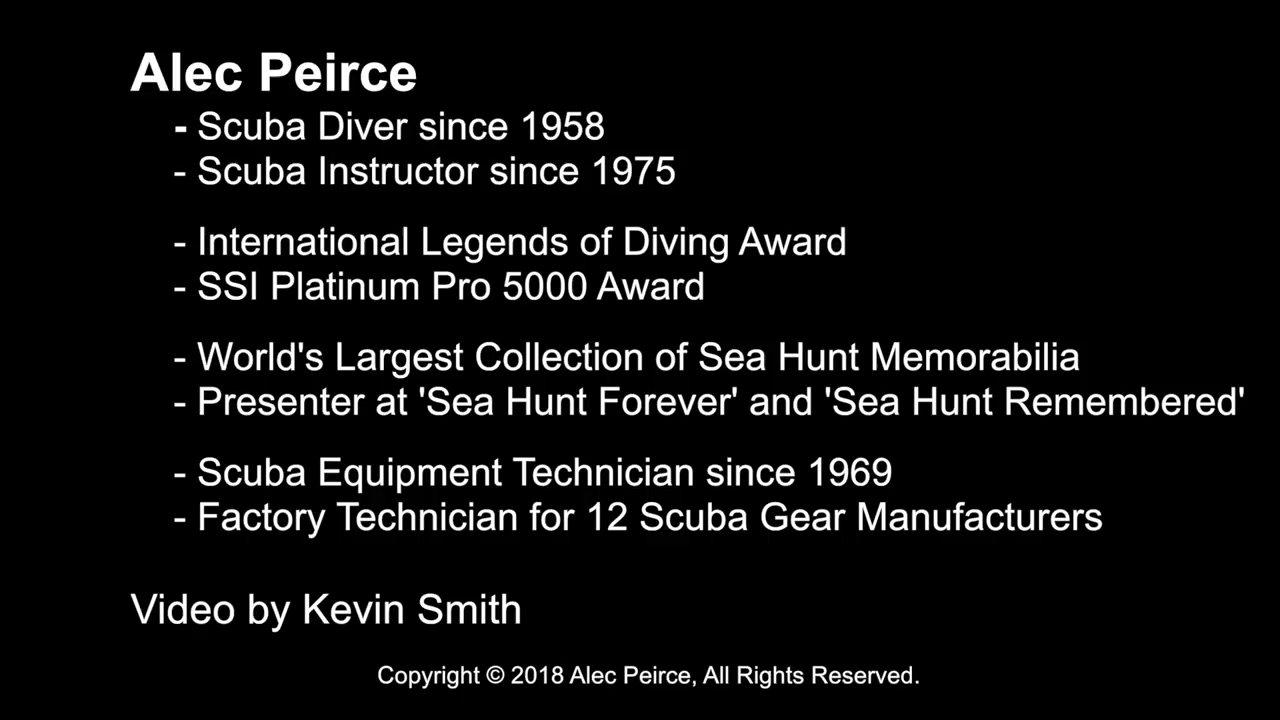 Alec Peirce
- Scuba Diver since 1958
- Scuba Instructor since 1975
- International Legends of Diving Award
- SSI Platinum Pro 5000 Award
- World's Largest Collection of Sea Hunt Memorabilia
- Presenter at 'Sea Hunt Forever' and 'Sea Hunt Remembered'
- Scuba Equipment Technician since 1969
- Factory Technician for 12 Scuba Gear Manufacturers
Video by Kevin Smith
Copyright © 2018 Alec Peirce, All Rights Reserved.